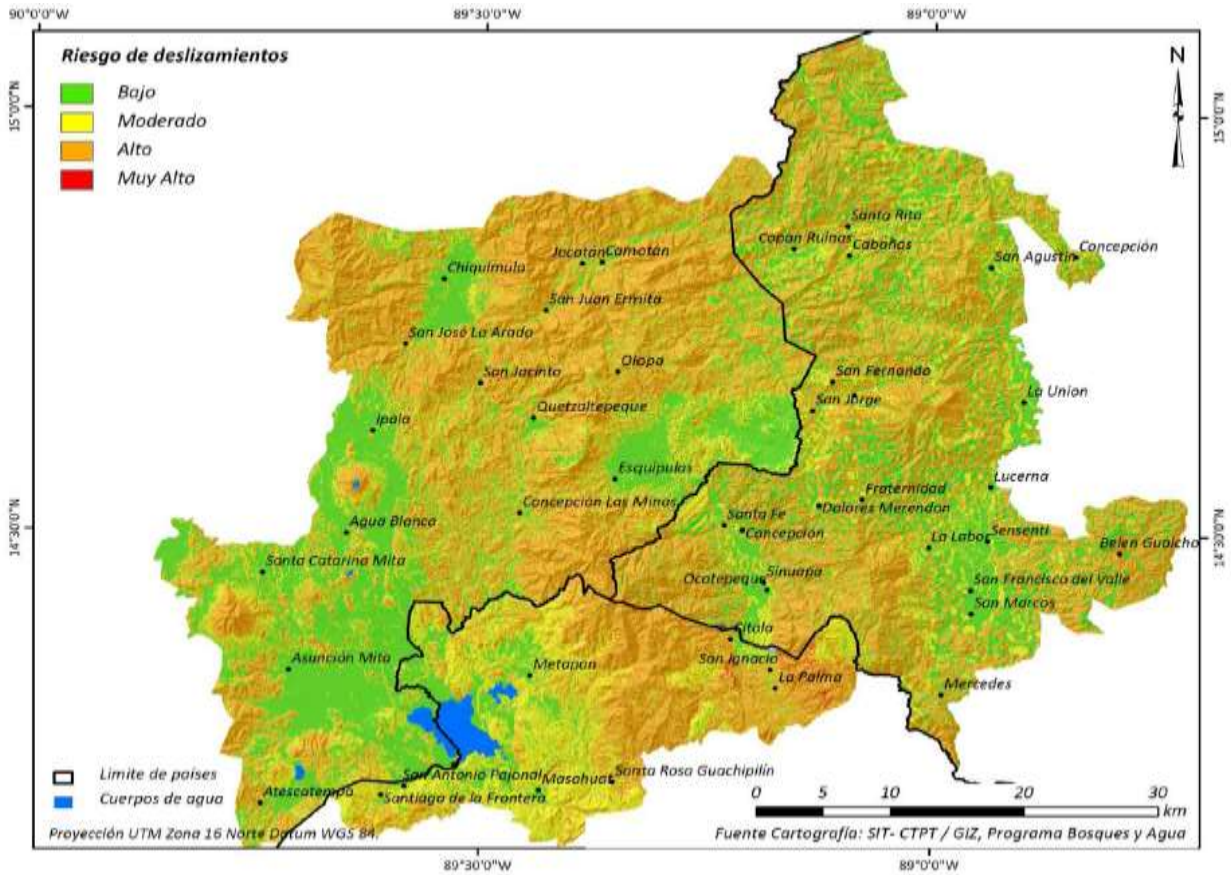 90°0'0"W
89°30'0"W
89°0'0"W
Riesgo de deslizamientos
Bajo
Moderado
Alto
Muy Alto
N
15°0'0"N
15°0'0"N
Santa Rita
Copan Ruinas
Cabañas
Concepción
San Agustin
Jocatán
Camotán
Chiquimula
San Juan Ermita
San José La Arada
Olopa
San Jacinto
San Fernando
San Jorge
La Union
Quetzaltepeque
Ipala
Esquipulas
Lucerna
Fraternidad
Dolores Merendon
Concepción Las Minas
Santa Fe
Concepción
Agua Blanca
14°30'0"N
14°30'0"N
La Labor
Sensenti
Belen Gualcho
Santa Catarina Mita
Ocotepeque
Sinuapa
San Francisco del Valle
San Marcos
Citala
Asunción Mita
Metapan
San Ignacio
La Palma
Mercedes
Limite de países
Cuerpos de agua
San Antonio Pajonal
Masahuat
Santa Rosa Guachipilín
Atescatempa
Santiago de la Frontera
0 5 10 20 30
km
Proyección UTM Zona 16 Norte Datum WGS 84.
Fuente Cartografía: SIT- CTPT / GIZ, Programa Bosques y Agua
89°30'0"W
89°0'0"W